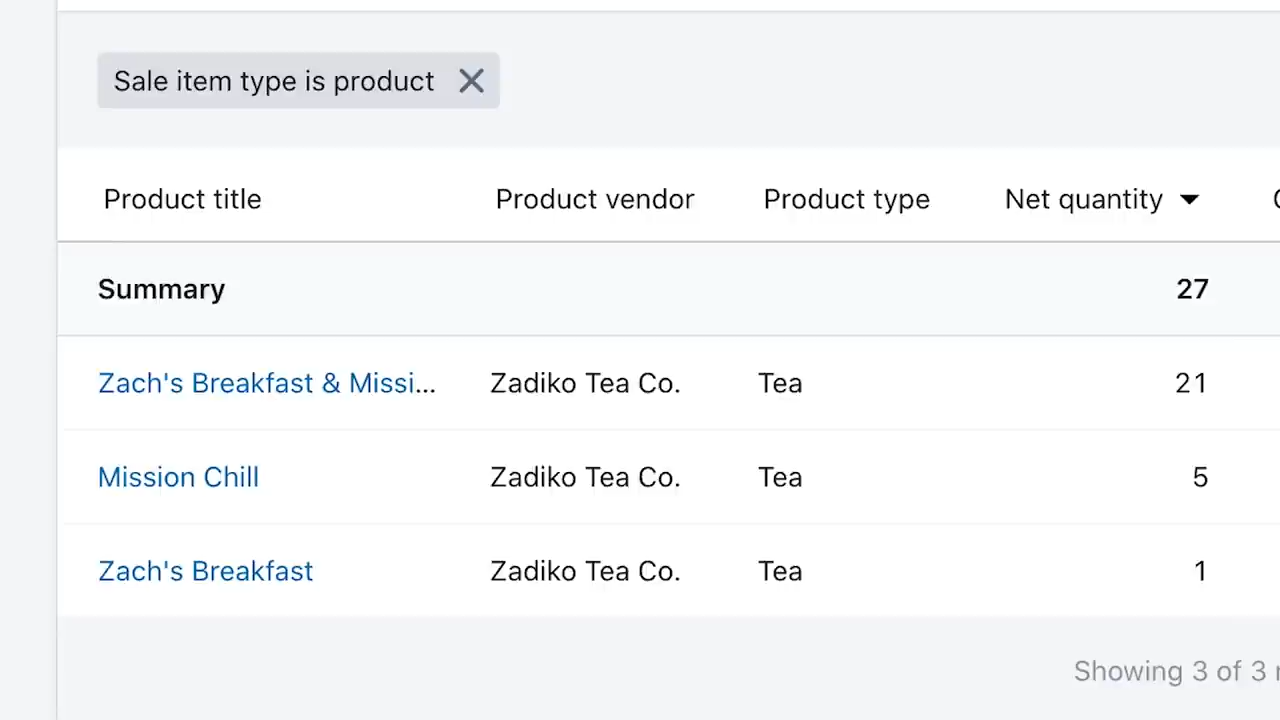 Sale item type is product
Product title Product vendor Product type Net quantity
Summary 27
Zach's Breakfast & Missi... Zadiko Tea Co. Tea 21
Mission Chill Zadiko Tea Co. Tea 5
Zach's Breakfast Zadiko Tea Co. Tea 1
Showing 3 of 3